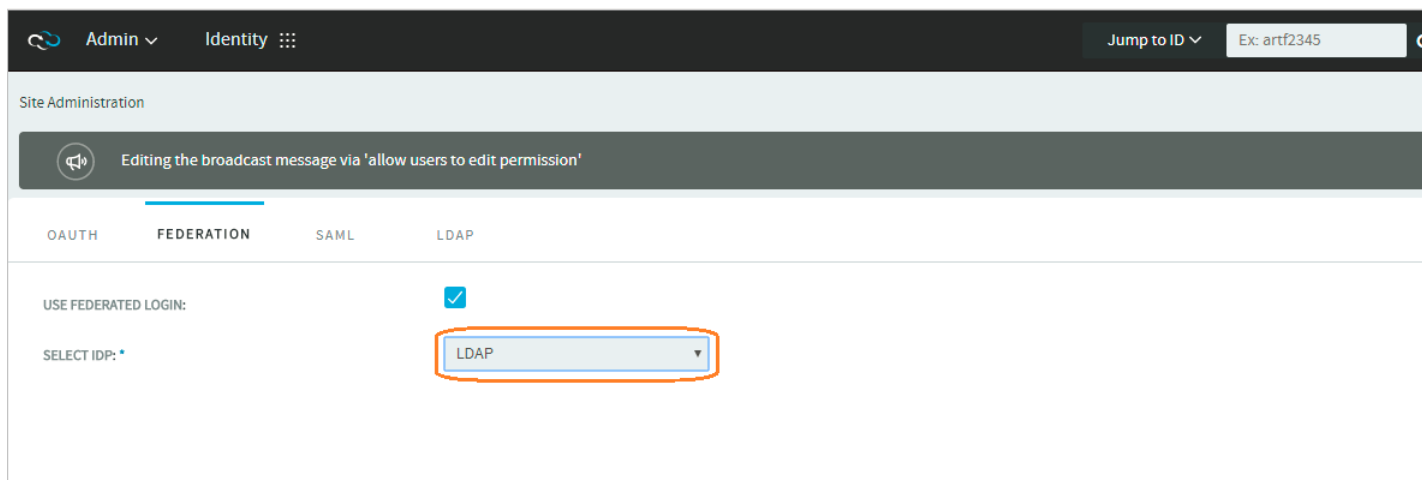 Admin Identity Jump to ID Ex: artf2345
Site Administration
Editing the broadcast message via 'allow users to edit permission'
OAUTH FEDERATION SAML LDAP
USE FEDERATED LOGIN:
SELECT IDP: * LDAP